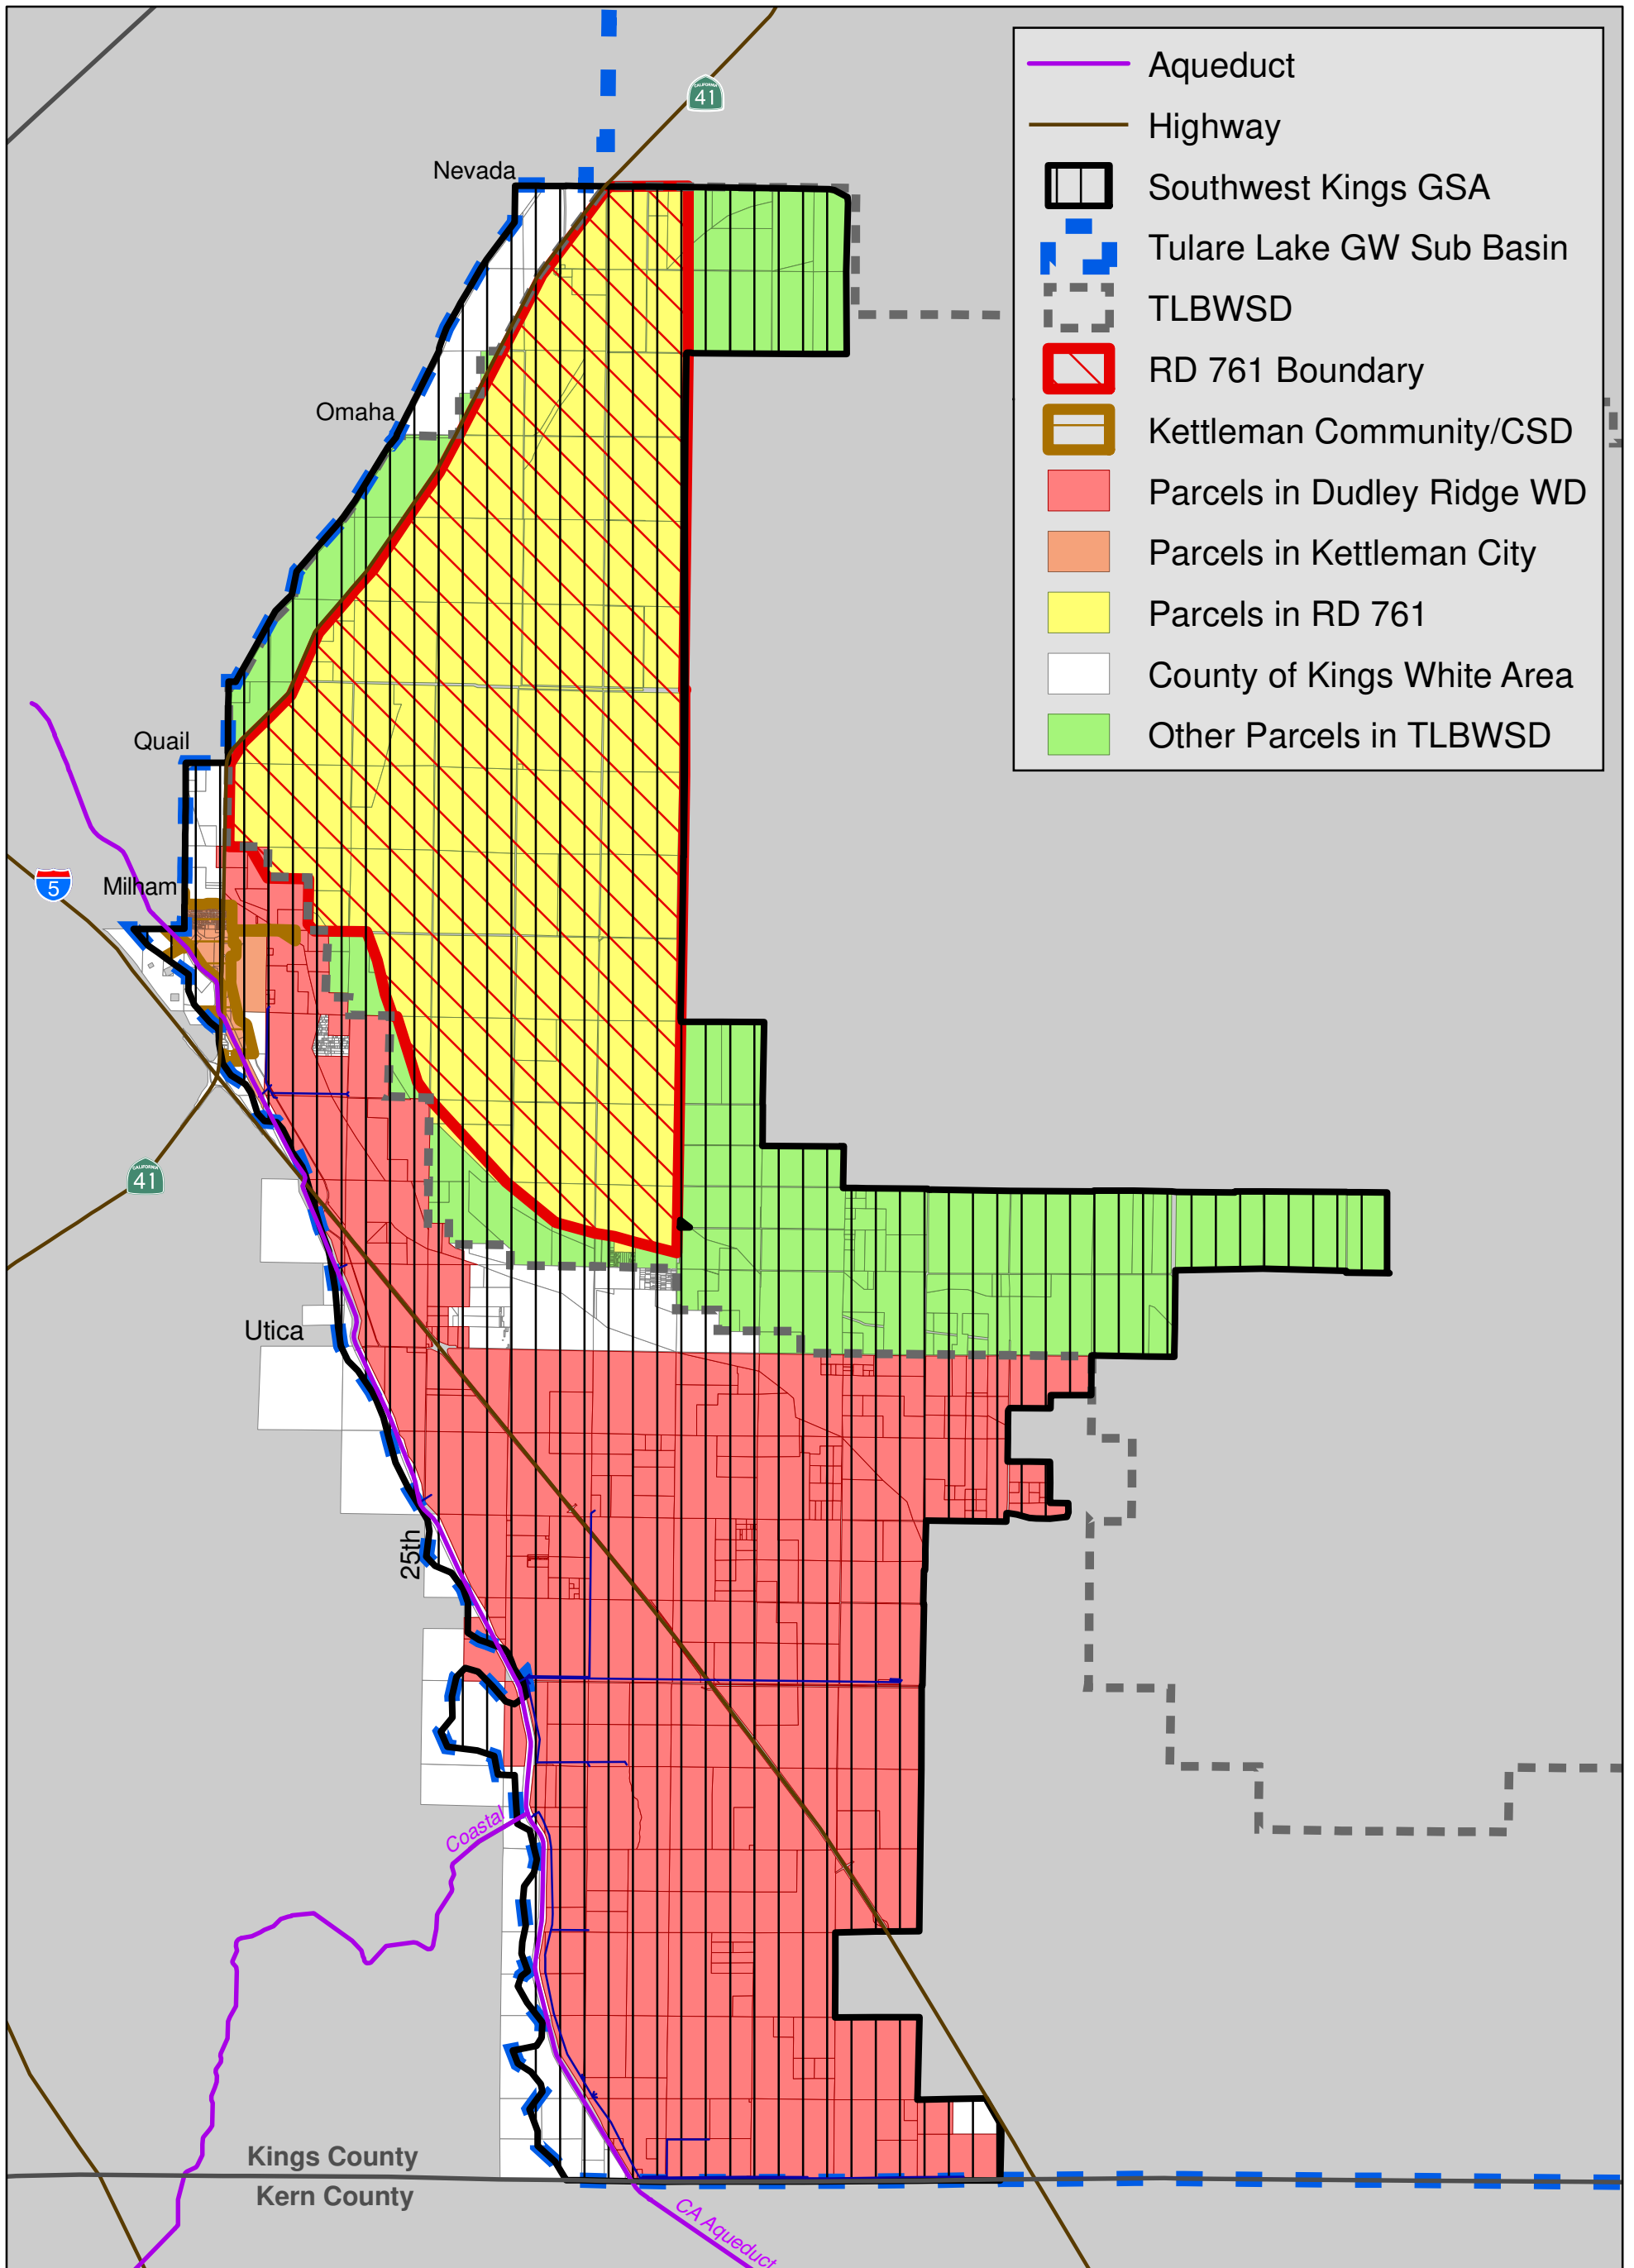 CALIFORNIA
41
Aqueduct
Highway
Nevada
Southwest Kings GSA
Tulare Lake GW Sub Basin
TLBWSD
RD 761 Boundary
Omaha
Kettleman Community/CSD
Parcels in Dudley Ridge WD
Parcels in Kettleman City
Parcels in RD 761
County of Kings White Area
Other Parcels in TLBWSD
Quail
5
Milham
CALIFORNIA
41
Utica
25th
Coastal
Kings County
Kern County
CA Aqueduct